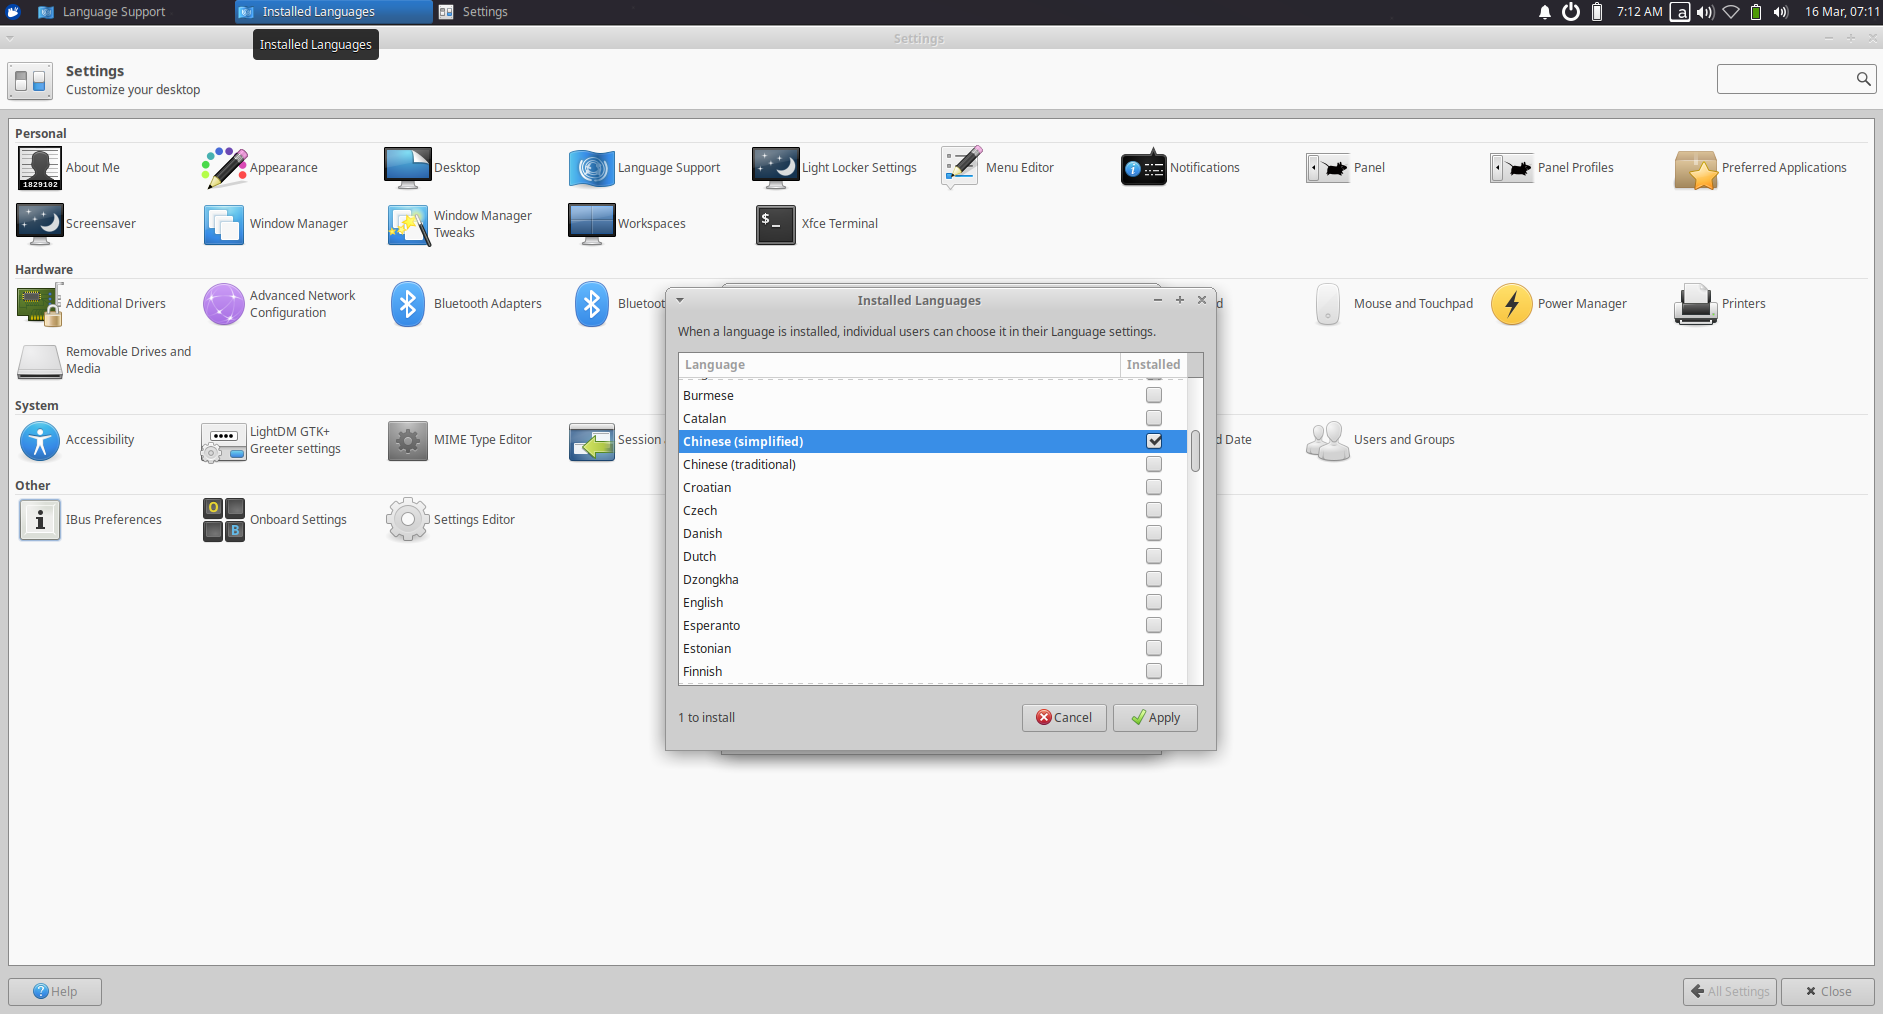 Language Support
Installed Languages
Settings
7:12 AM
a
16 Mar, 07:11
Installed Languages
Settings
Settings
Customize your desktop
Personal
About Me
1829102
Appearance
Desktop
Language Support
Light Locker Settings
Menu Editor
Notifications
Panel
Panel Profiles
Preferred Applications
Screensaver
Window Manager
Window Manager
Tweaks
Workspaces
$_
Xfce Terminal
Hardware
Additional Drivers
Advanced Network
Configuration
Bluetooth Adapters
Mouse and Touchpad
Power Manager
Printers
Removable Drives and
Media
System
Accessibility
LightDM GTK+
Greeter settings
MIME Type Editor
Session
d Date
Users and Groups
Other
i
IBus Preferences
O
B
Onboard Settings
Settings Editor
Installed Languages
When a language is installed, individual users can choose it in their Language settings.
Language
Installed
Burmese
Catalan
Chinese (simplified)
Chinese (traditional)
Croatian
Czech
Danish
Dutch
Dzongkha
English
Esperanto
Estonian
Finnish
1 to install
Cancel
Apply
Help
All Settings
Close